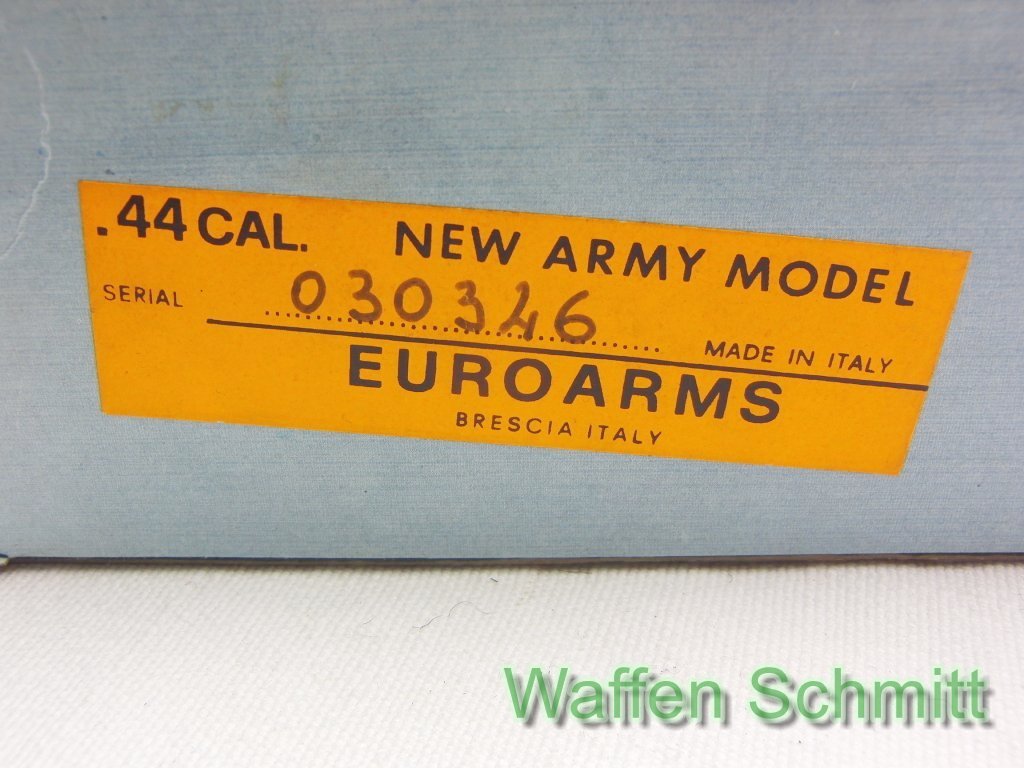 .44 CAL. NEW ARMY MODEL
SERIAL 030346 MADE IN ITALY
EUROARMS
BRESCIA ITALY
Waffen Schmitt